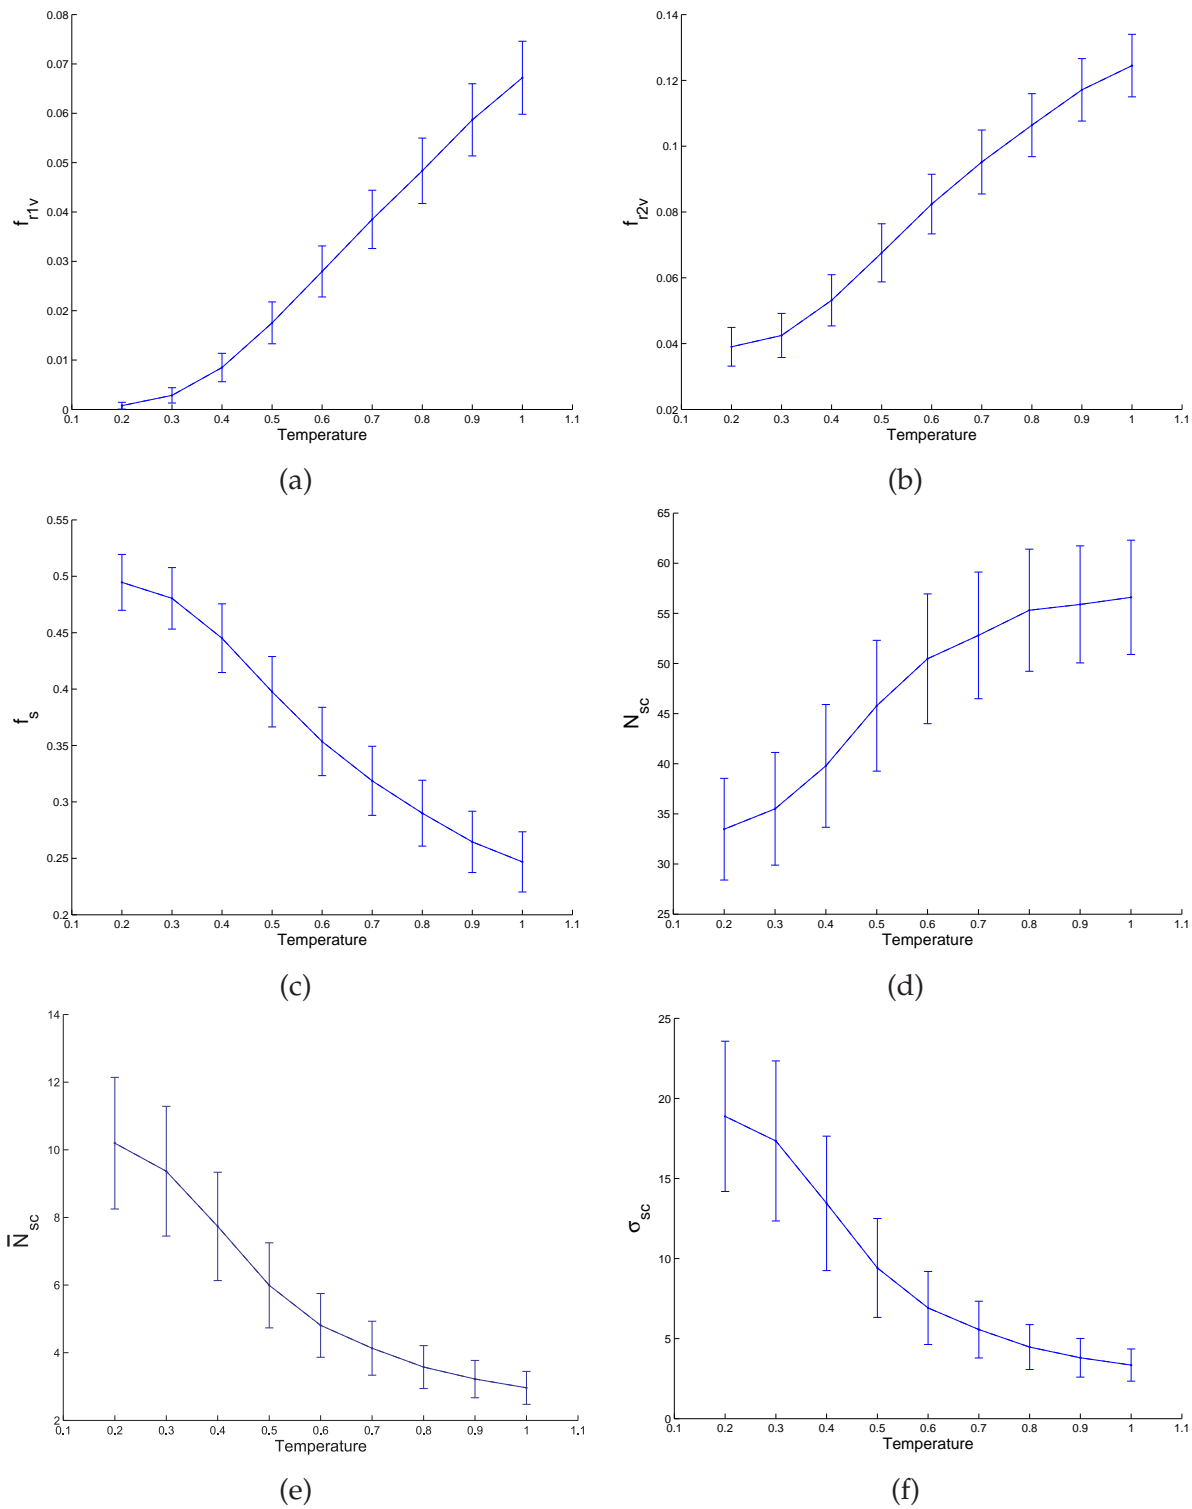 0.08
0.07
0.06
0.05
0.04
0.03
0.02
0.01
0
f_r1v
0.1 0.2 0.3 0.4 0.5 0.6 0.7 0.8 0.9 1 1.1
Temperature
(a)
0.14
0.12
0.1
0.08
0.06
0.04
0.02
f_r2v
0.1 0.2 0.3 0.4 0.5 0.6 0.7 0.8 0.9 1 1.1
Temperature
(b)
0.55
0.5
0.45
0.4
0.35
0.3
0.25
0.2
f_s
0.1 0.2 0.3 0.4 0.5 0.6 0.7 0.8 0.9 1 1.1
Temperature
(c)
65
60
55
50
45
40
35
30
25
N_sc
0.1 0.2 0.3 0.4 0.5 0.6 0.7 0.8 0.9 1 1.1
Temperature
(d)
14
12
10
8
6
4
2
N̅_sc
0.1 0.2 0.3 0.4 0.5 0.6 0.7 0.8 0.9 1 1.1
Temperature
(e)
25
20
15
10
5
0
σ_sc
0.1 0.2 0.3 0.4 0.5 0.6 0.7 0.8 0.9 1 1.1
Temperature
(f)